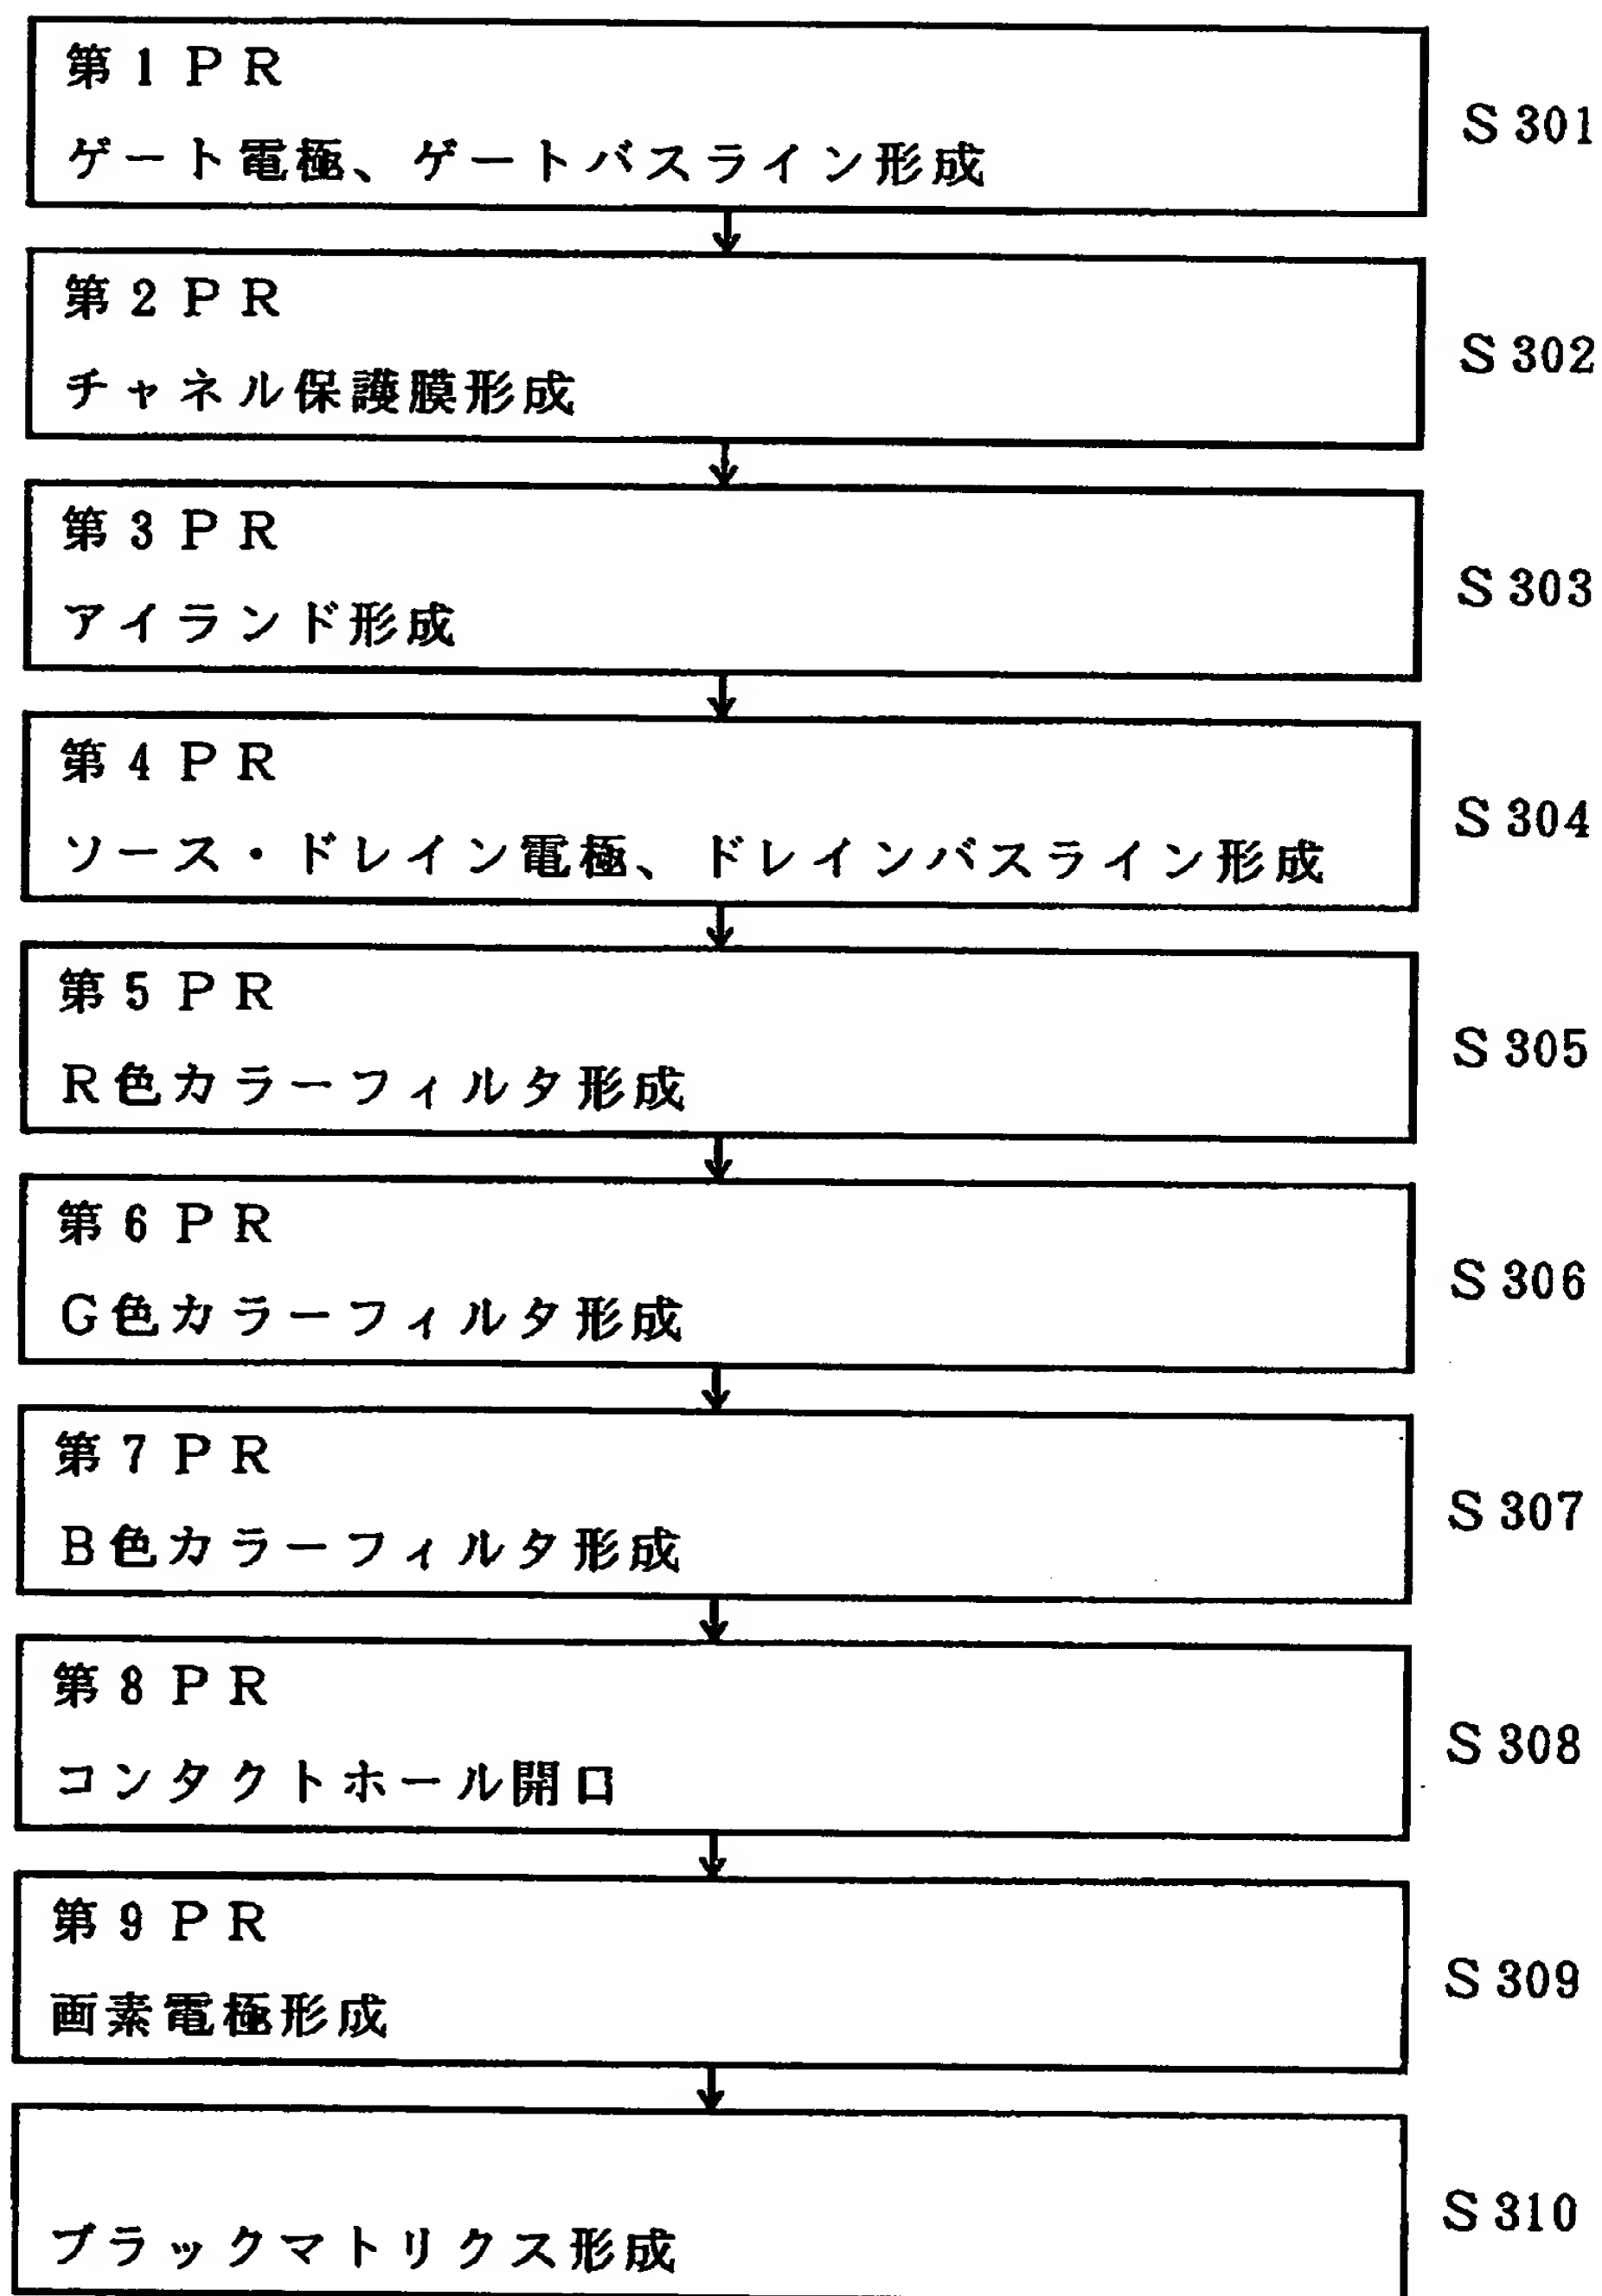 第1PR
ゲート電極、ゲートバスライン形成
S301
第2PR
チャネル保護膜形成
S302
第3PR
アイランド形成
S303
第4PR
ソース・ドレイン電極、ドレインバスライン形成
S304
第5PR
R色カラーフィルタ形成
S305
第6PR
G色カラーフィルタ形成
S306
第7PR
B色カラーフィルタ形成
S307
第8PR
コンタクトホール開口
S308
第9PR
画素電極形成
S309
ブラックマトリクス形成
S310